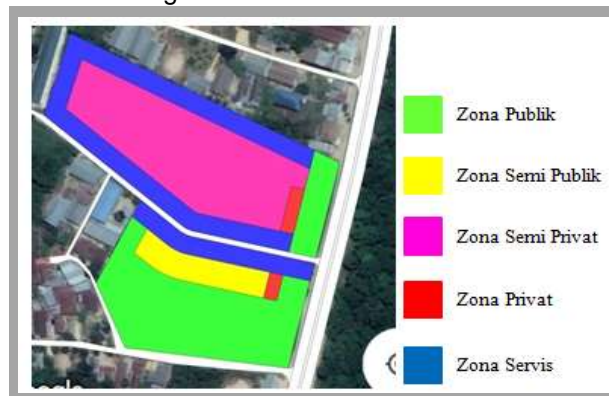 Zona Publik
Zona Semi Publik
Zona Semi Privat
Zona Privat
Zona Servis